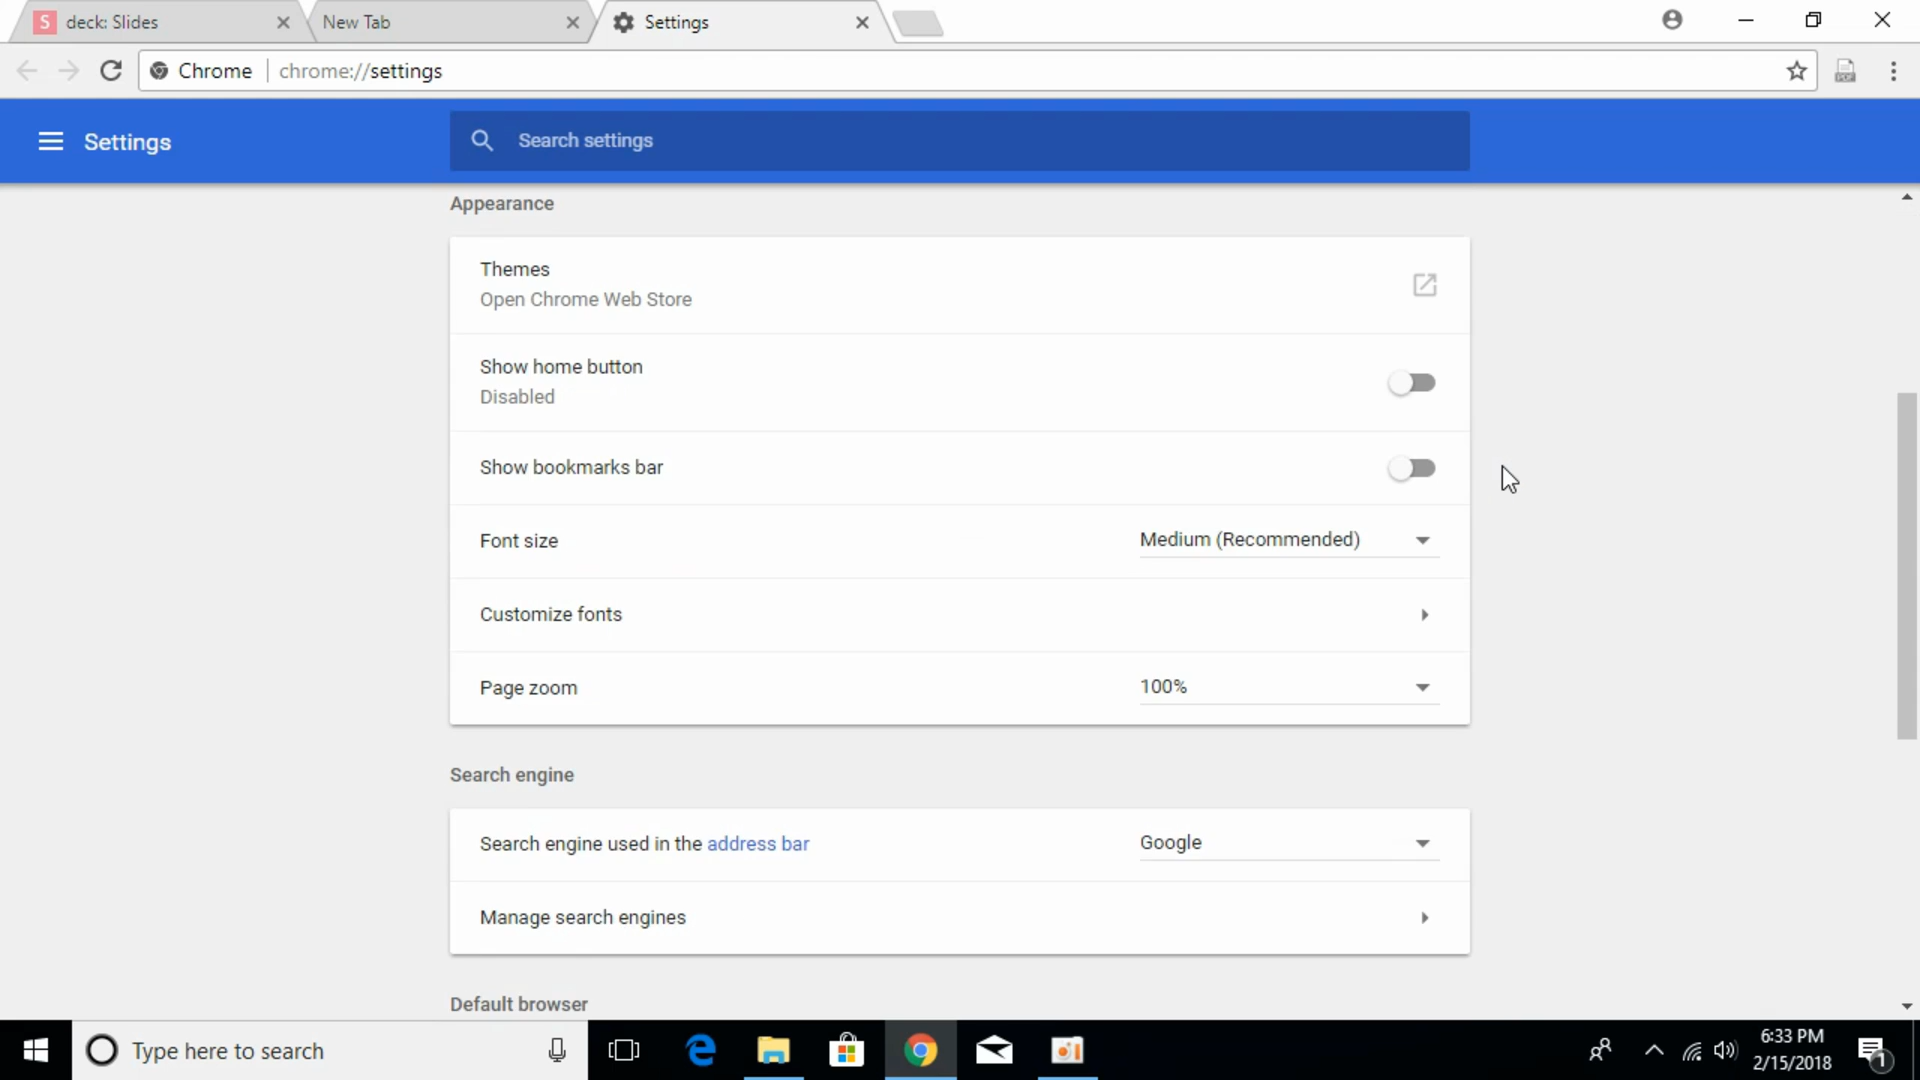 S deck: Slides
New Tab
Settings
Chrome
chrome://settings
PDF
Settings
Search settings
Appearance
Themes
Open Chrome Web Store
Show home button
Disabled
Show bookmarks bar
Font size
Medium (Recommended)
Customize fonts
Page zoom
100%
Search engine
Search engine used in the address bar
Google
Manage search engines
Default browser
Type here to search
6:33 PM
2/15/2018
1